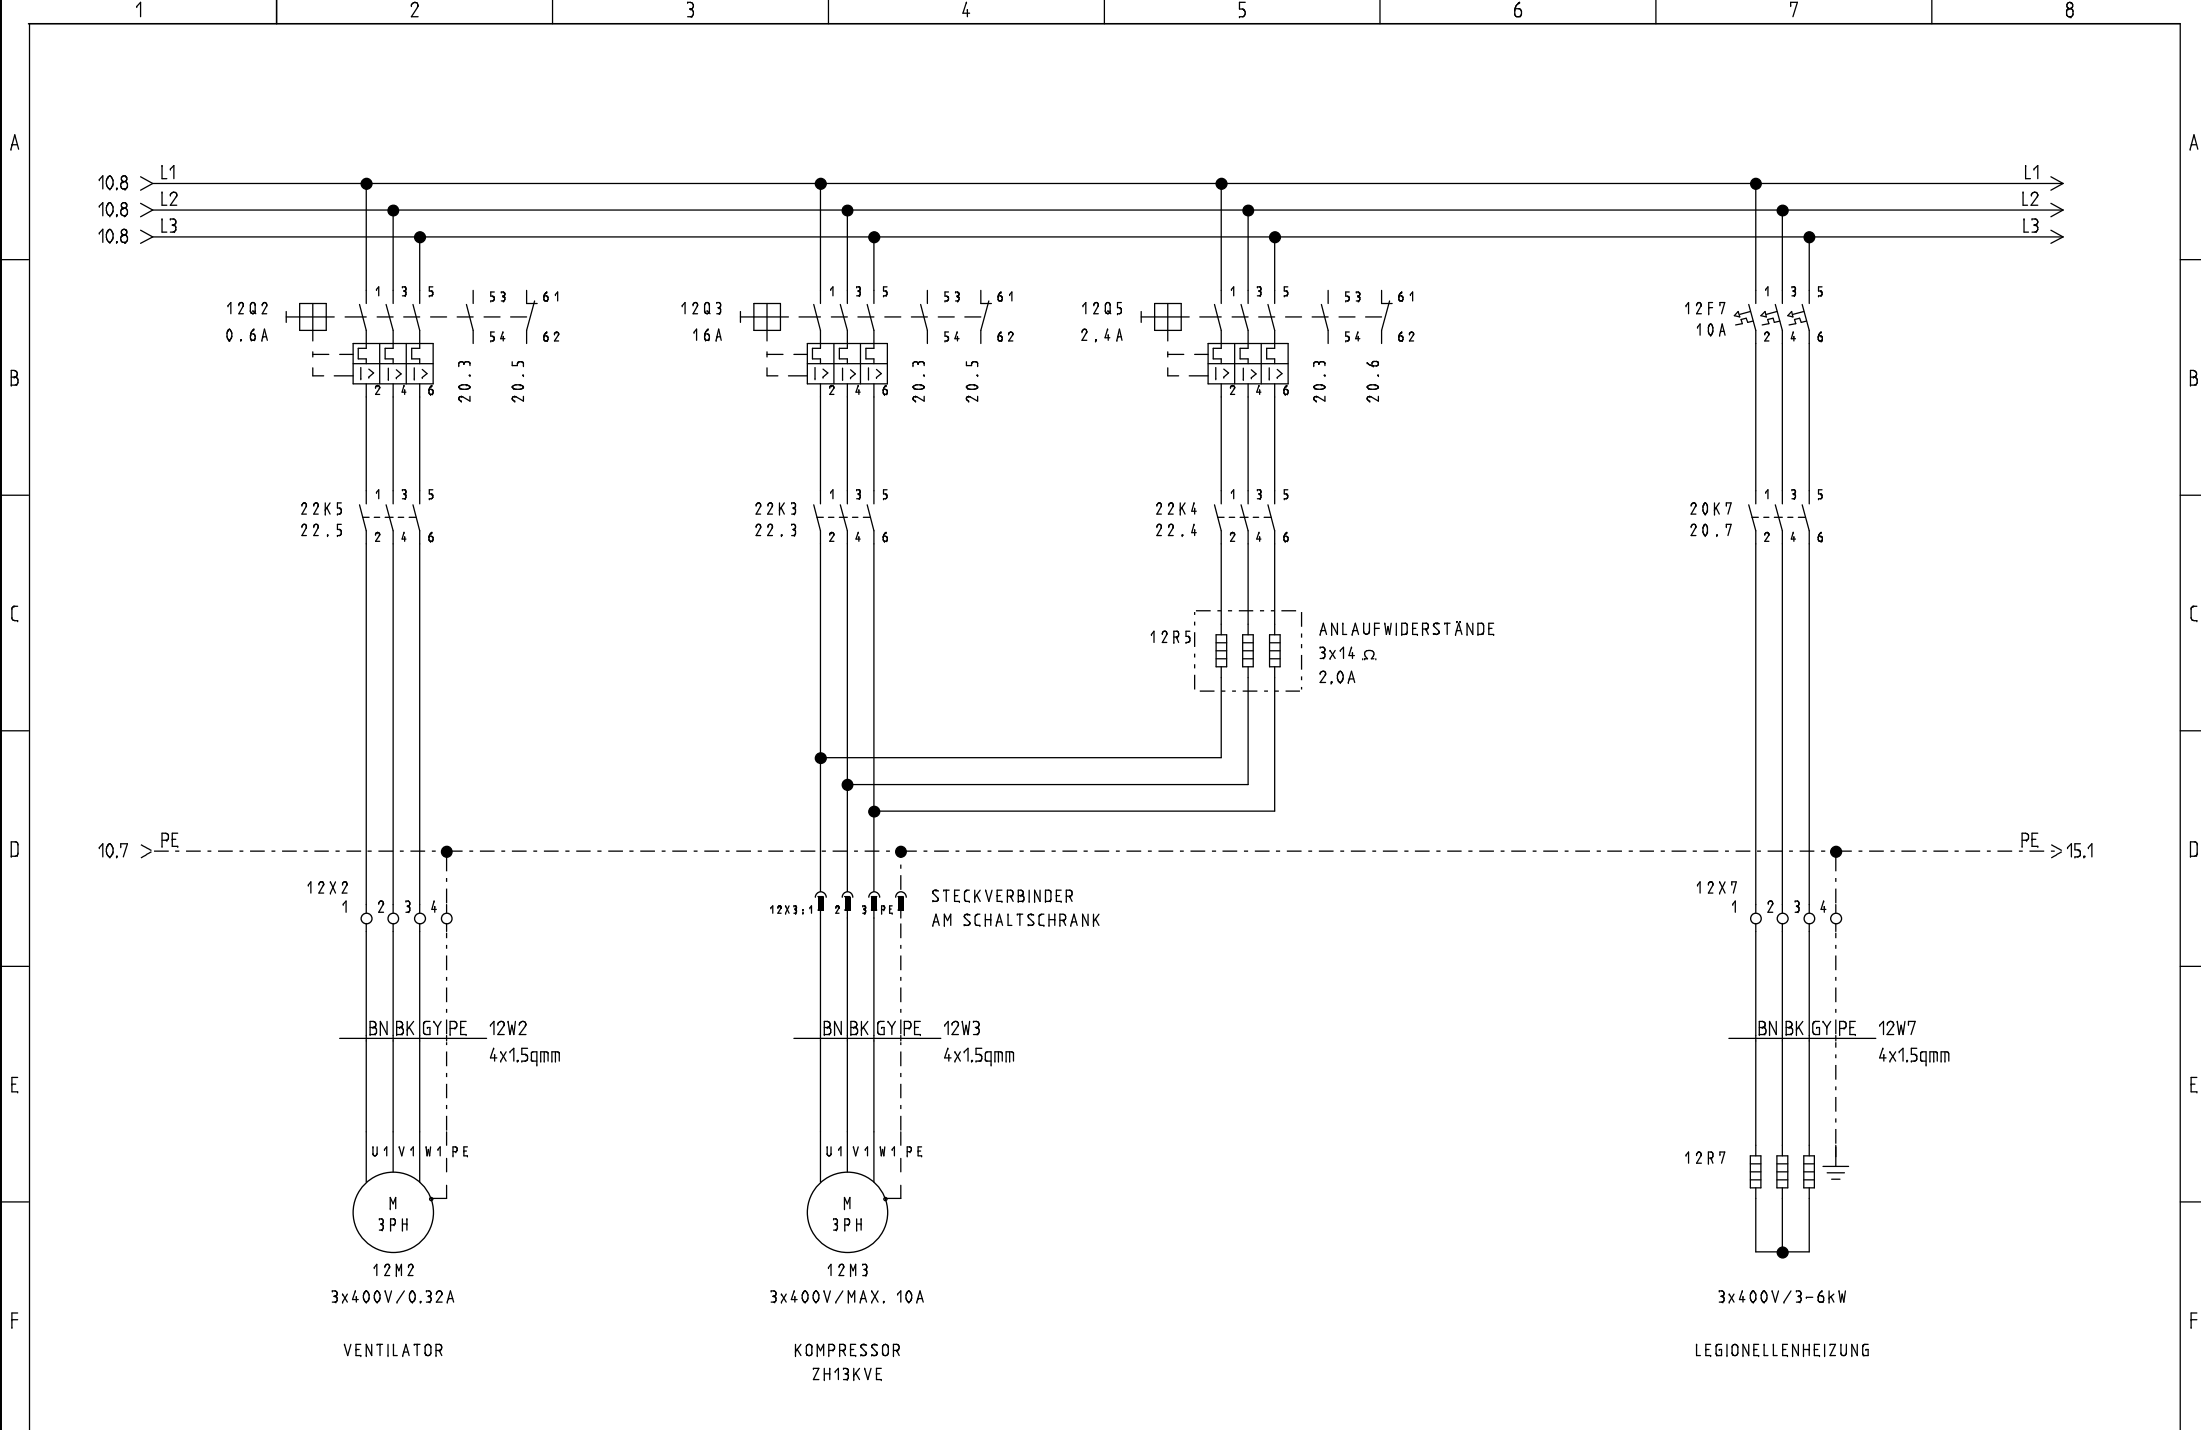 1 2 3 4 5 6 7 8
A A
10.8 L1 L1
10.8 L2 L2
10.8 L3 L3
1 3 5 53 61 1 3 5 53 61 1 3 5 53 61 1 3 5
12Q2 12Q3 12Q5 12F7
0.6A 54 62 16A 54 62 2,4A 54 62 10A 2 4 6
I> I> I> I> I> I> I> I> I>
B 20.3 20.5 20.3 20.5 20.3 20.6 B
2 4 6 2 4 6 2 4 6
1 3 5 1 3 5 1 3 5 1 3 5
22K5 22K3 22K4 20K7
22.5 22.3 22.4 20.7
2 4 6 2 4 6 2 4 6 2 4 6
C C
12R5 ANLAUFWIDERSTÄNDE
3x14 Ω
2,0A
PE PE
D 10.7 15.1 D
12X2 STECKVERBINDER 12X7
1 2 3 4 12X3:1 2 3 PE AM SCHALTSCHRANK 1 2 3 4
BN BK GY PE 12W2 BN BK GY PE 12W3 BN BK GY PE 12W7
4x1.5qmm 4x1.5qmm 4x1.5qmm
E E
U1 V1 W1 PE U1 V1 W1 PE 12R7
M M
3PH 3PH
12M2 12M3
3x400V/0.32A 3x400V/MAX. 10A 3x400V/3-6kW
F F
VENTILATOR KOMPRESSOR LEGIONELLENHEIZUNG
ZH13KVE